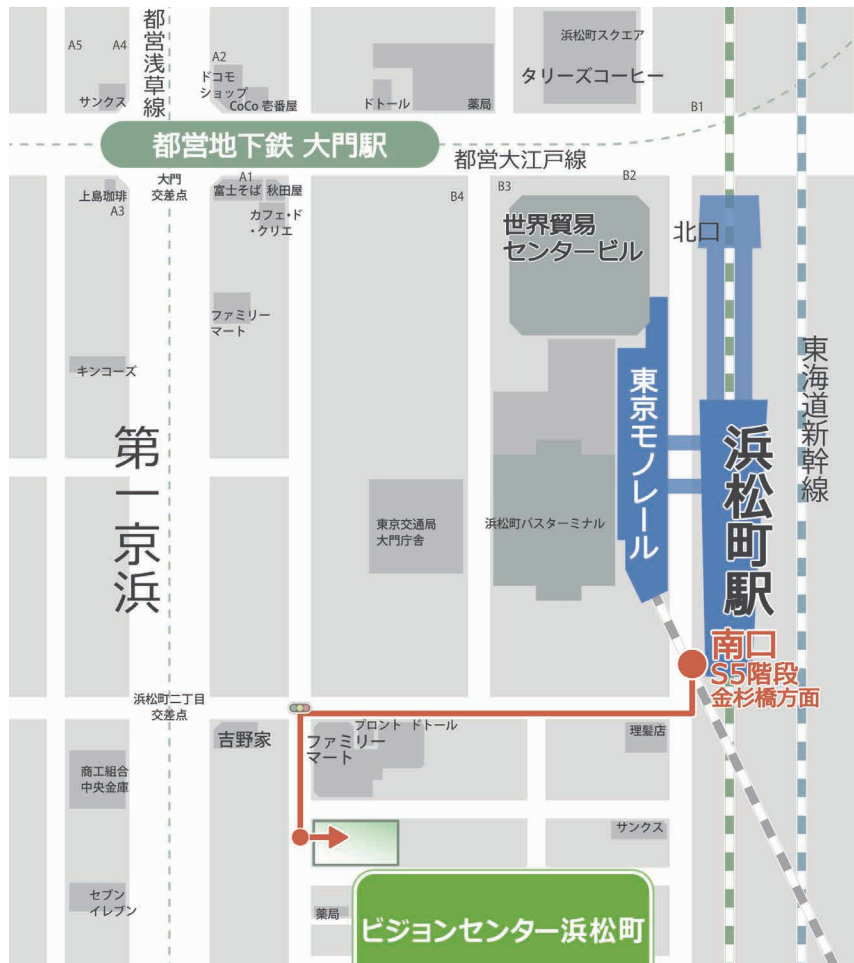 A5
A4
都営浅草線
A2
ドコモ
ショップ
CoCo 壱番屋
サンクス
ドトール
薬局
浜松町スクエア
タリーズコーヒー
B1
都営地下鉄 大門駅
都営大江戸線
大門
交差点
上島珈琲
A3
A1
富士そば
秋田屋
カフェ・ド
・クリエ
B4
B3
B2
世界貿易
センタービル
北口
ファミリー
マート
キンコーズ
東海道新幹線
東京モノレール
浜松町駅
第一京浜
東京交通局
大門庁舎
浜松町バスターミナル
南口
S5階段
金杉橋方面
浜松町二丁目
交差点
吉野家
プロント
ドトール
ファミリー
マート
理髪店
商工組合
中央金庫
サンクス
セブン
イレブン
薬局
ビジョンセンター浜松町